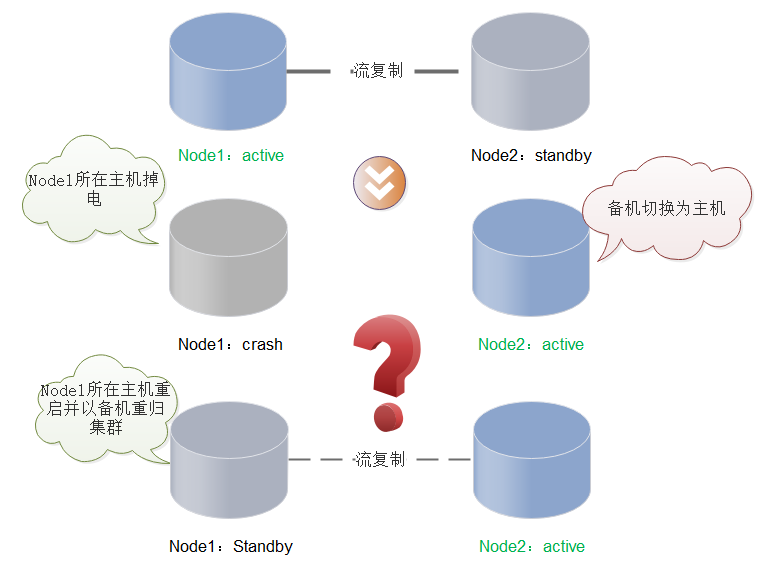 流复制
Node1：active
Node2：standby
Node1所在主机掉
电
备机切换为主机
Node1：crash
Node2：active
Node1所在主机重
启并以备机重归
集群
流复制
Node1：Standby
Node2：active